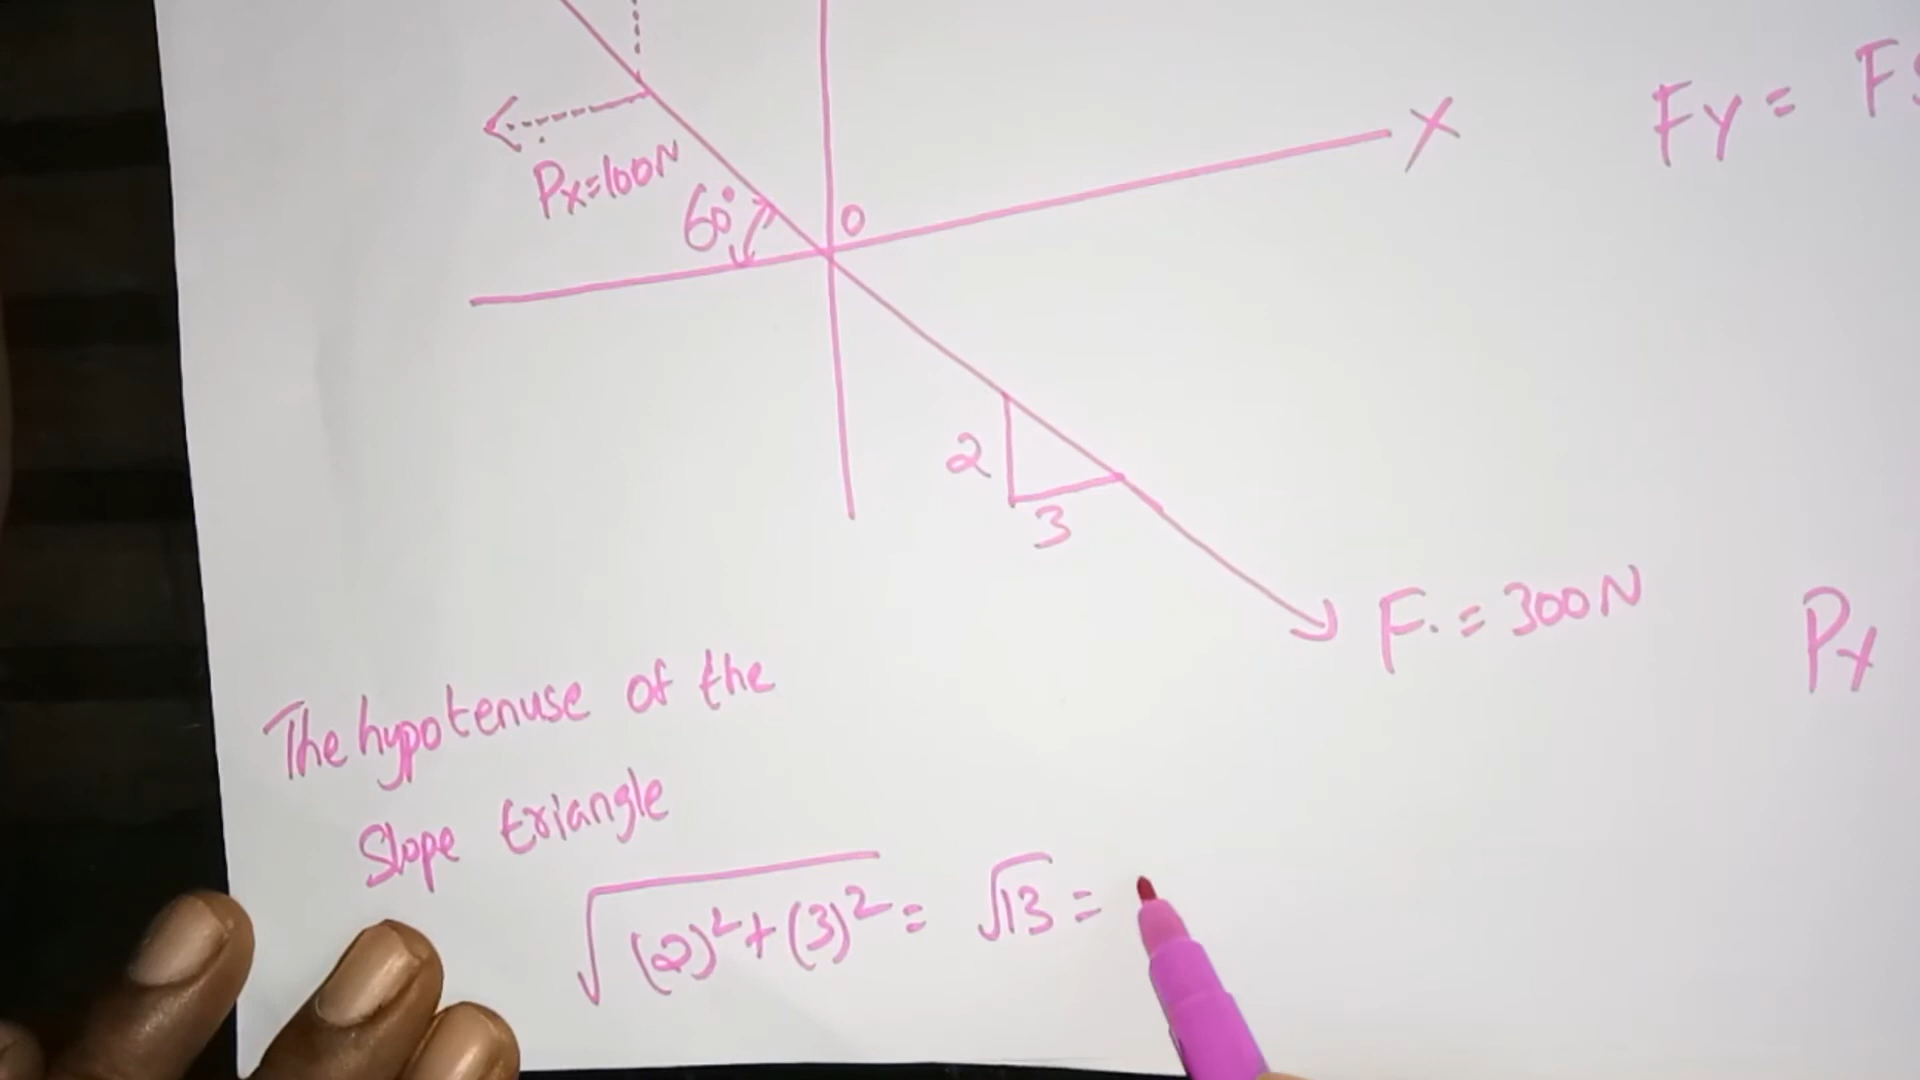 X
Fy = F
Px=100N
60°
O
2
3
F. = 300N
Px
The hypotenuse of the
Slope triangle
√(2)²+(3)² = √13 =